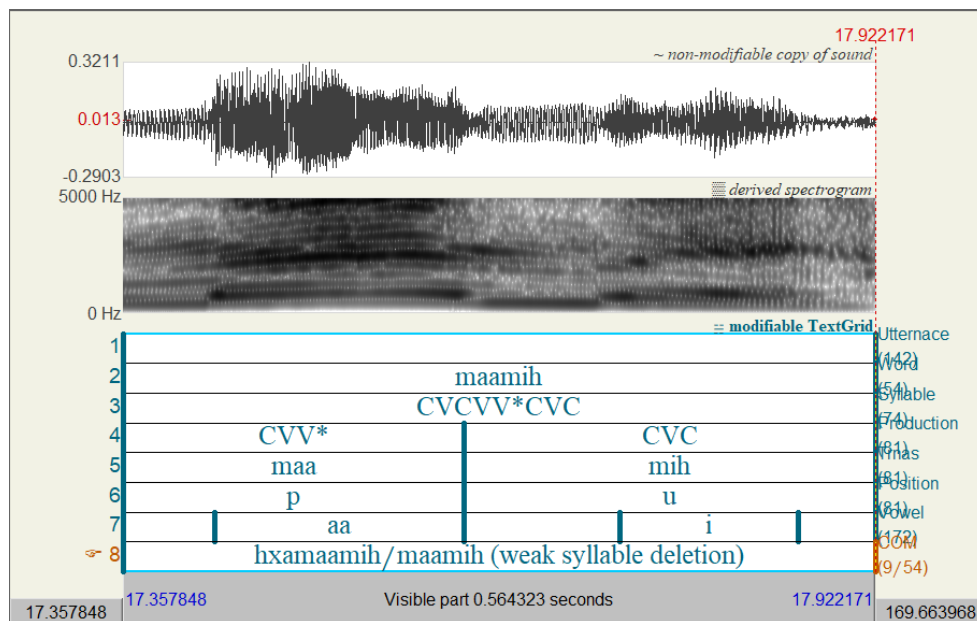 17.922171
~ non-modifiable copy of sound
0.3211
0.013
-0.2903
5000 Hz
derived spectrogram
0 Hz
modifiable TextGrid
1
Utternace
(142)
2 maamih
Word
(54)
3 CVCVV*CVC
Syllable
(74)
4 CVV* CVC
Production
(81)
5 maa mih
(81)
6 p u
Position
(81)
7 aa i
Vowel
(172)
8 hxamaamih/maamih (weak syllable deletion)
COM
(9/54)
17.357848 Visible part 0.564323 seconds 17.922171
17.357848 169.663968